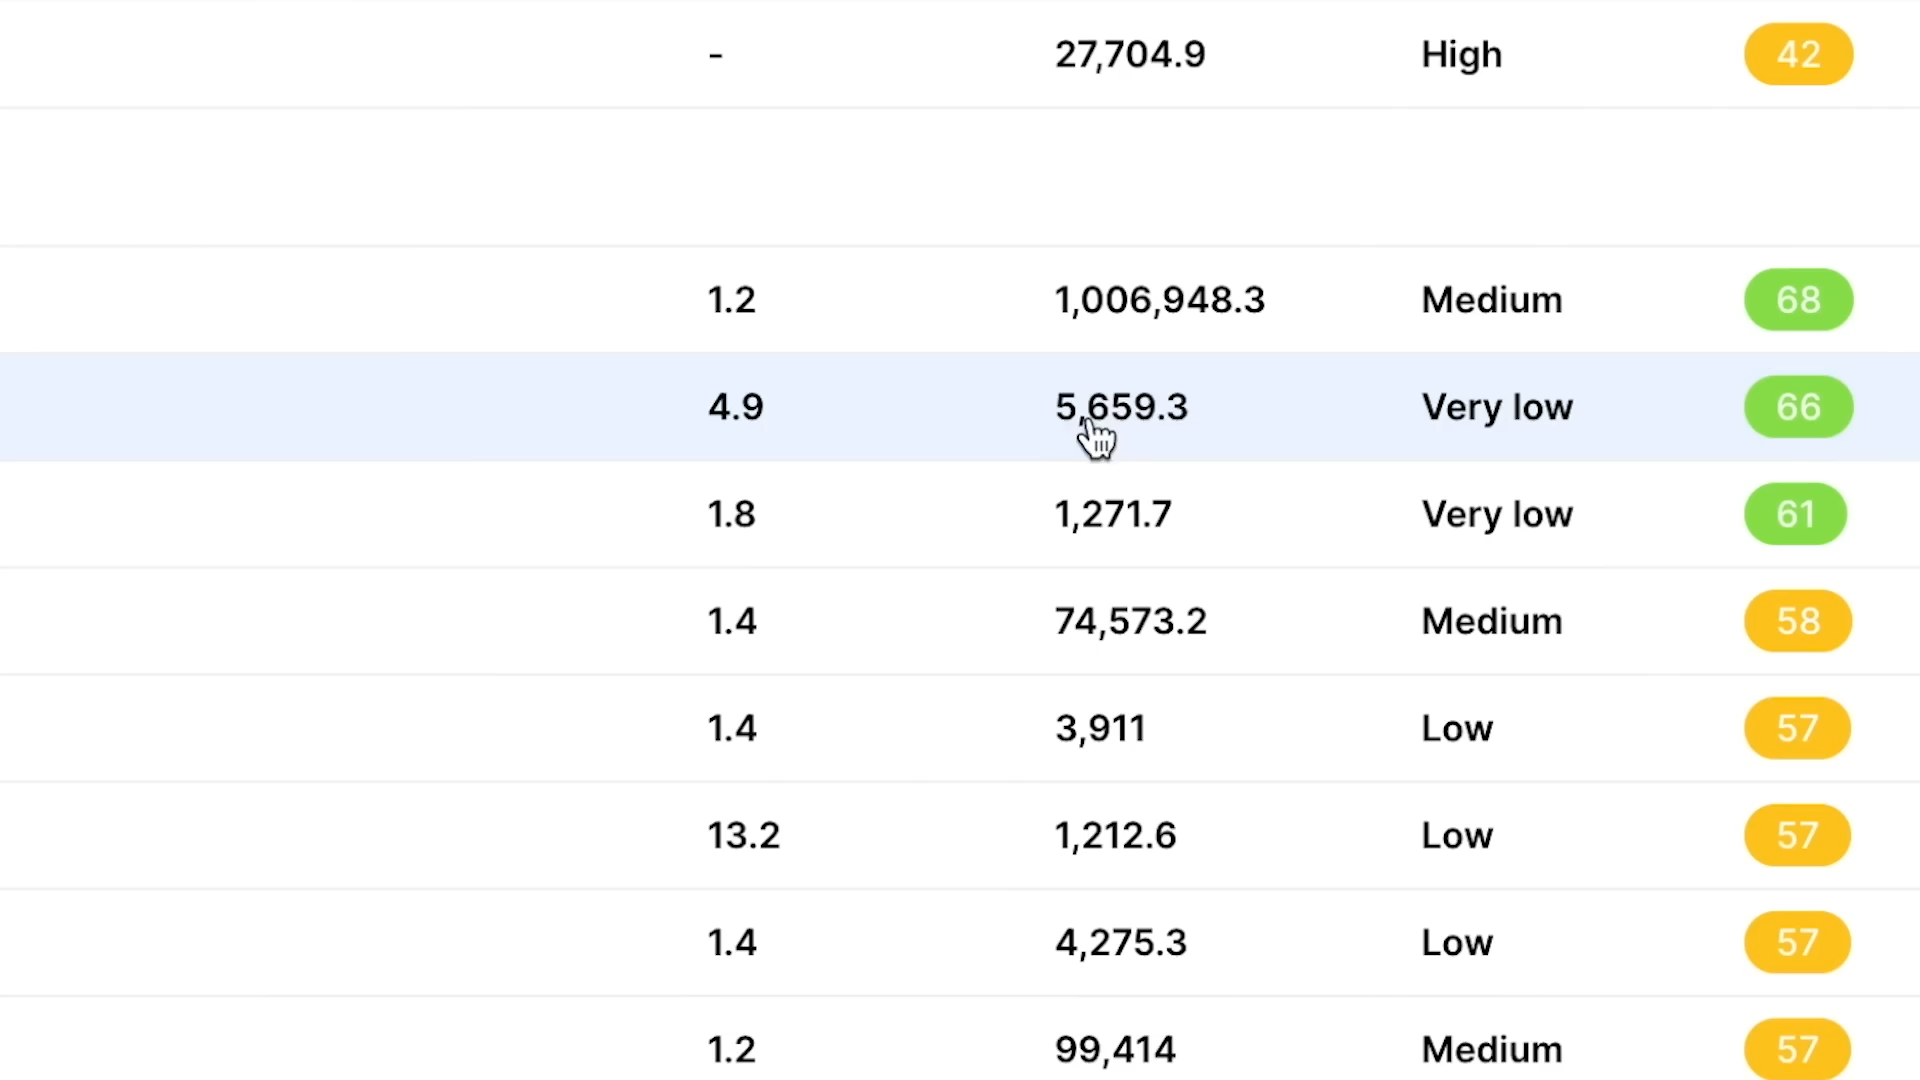 - 27,704.9 High 42
1.2 1,006,948.3 Medium 68
4.9 5,659.3 Very low 66
1.8 1,271.7 Very low 61
1.4 74,573.2 Medium 58
1.4 3,911 Low 57
13.2 1,212.6 Low 57
1.4 4,275.3 Low 57
1.2 99,414 Medium 57